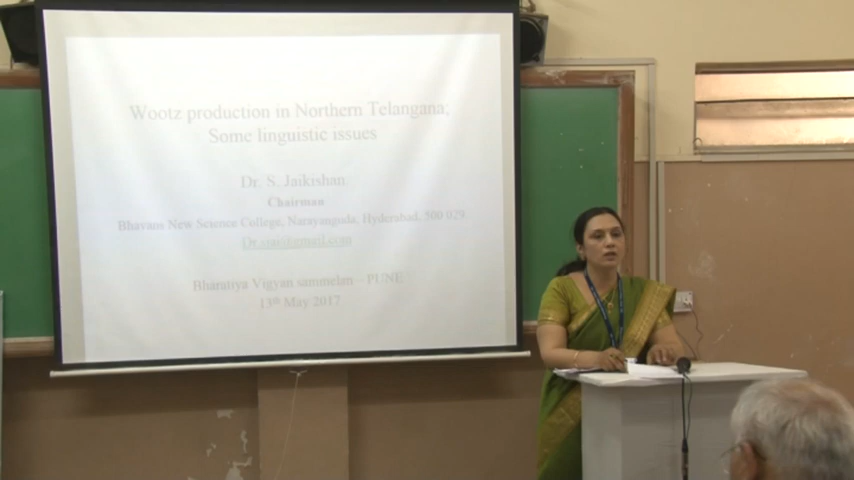 Wootz production in Northern Telangana;
Some linguistic issues
Dr. S. Jaikishan
Chairman
Bhavans New Science College, Narayanguda, Hyderabad. 500 029.
Bharatiya Vigyan sammelan – PUNE
13th May 2017